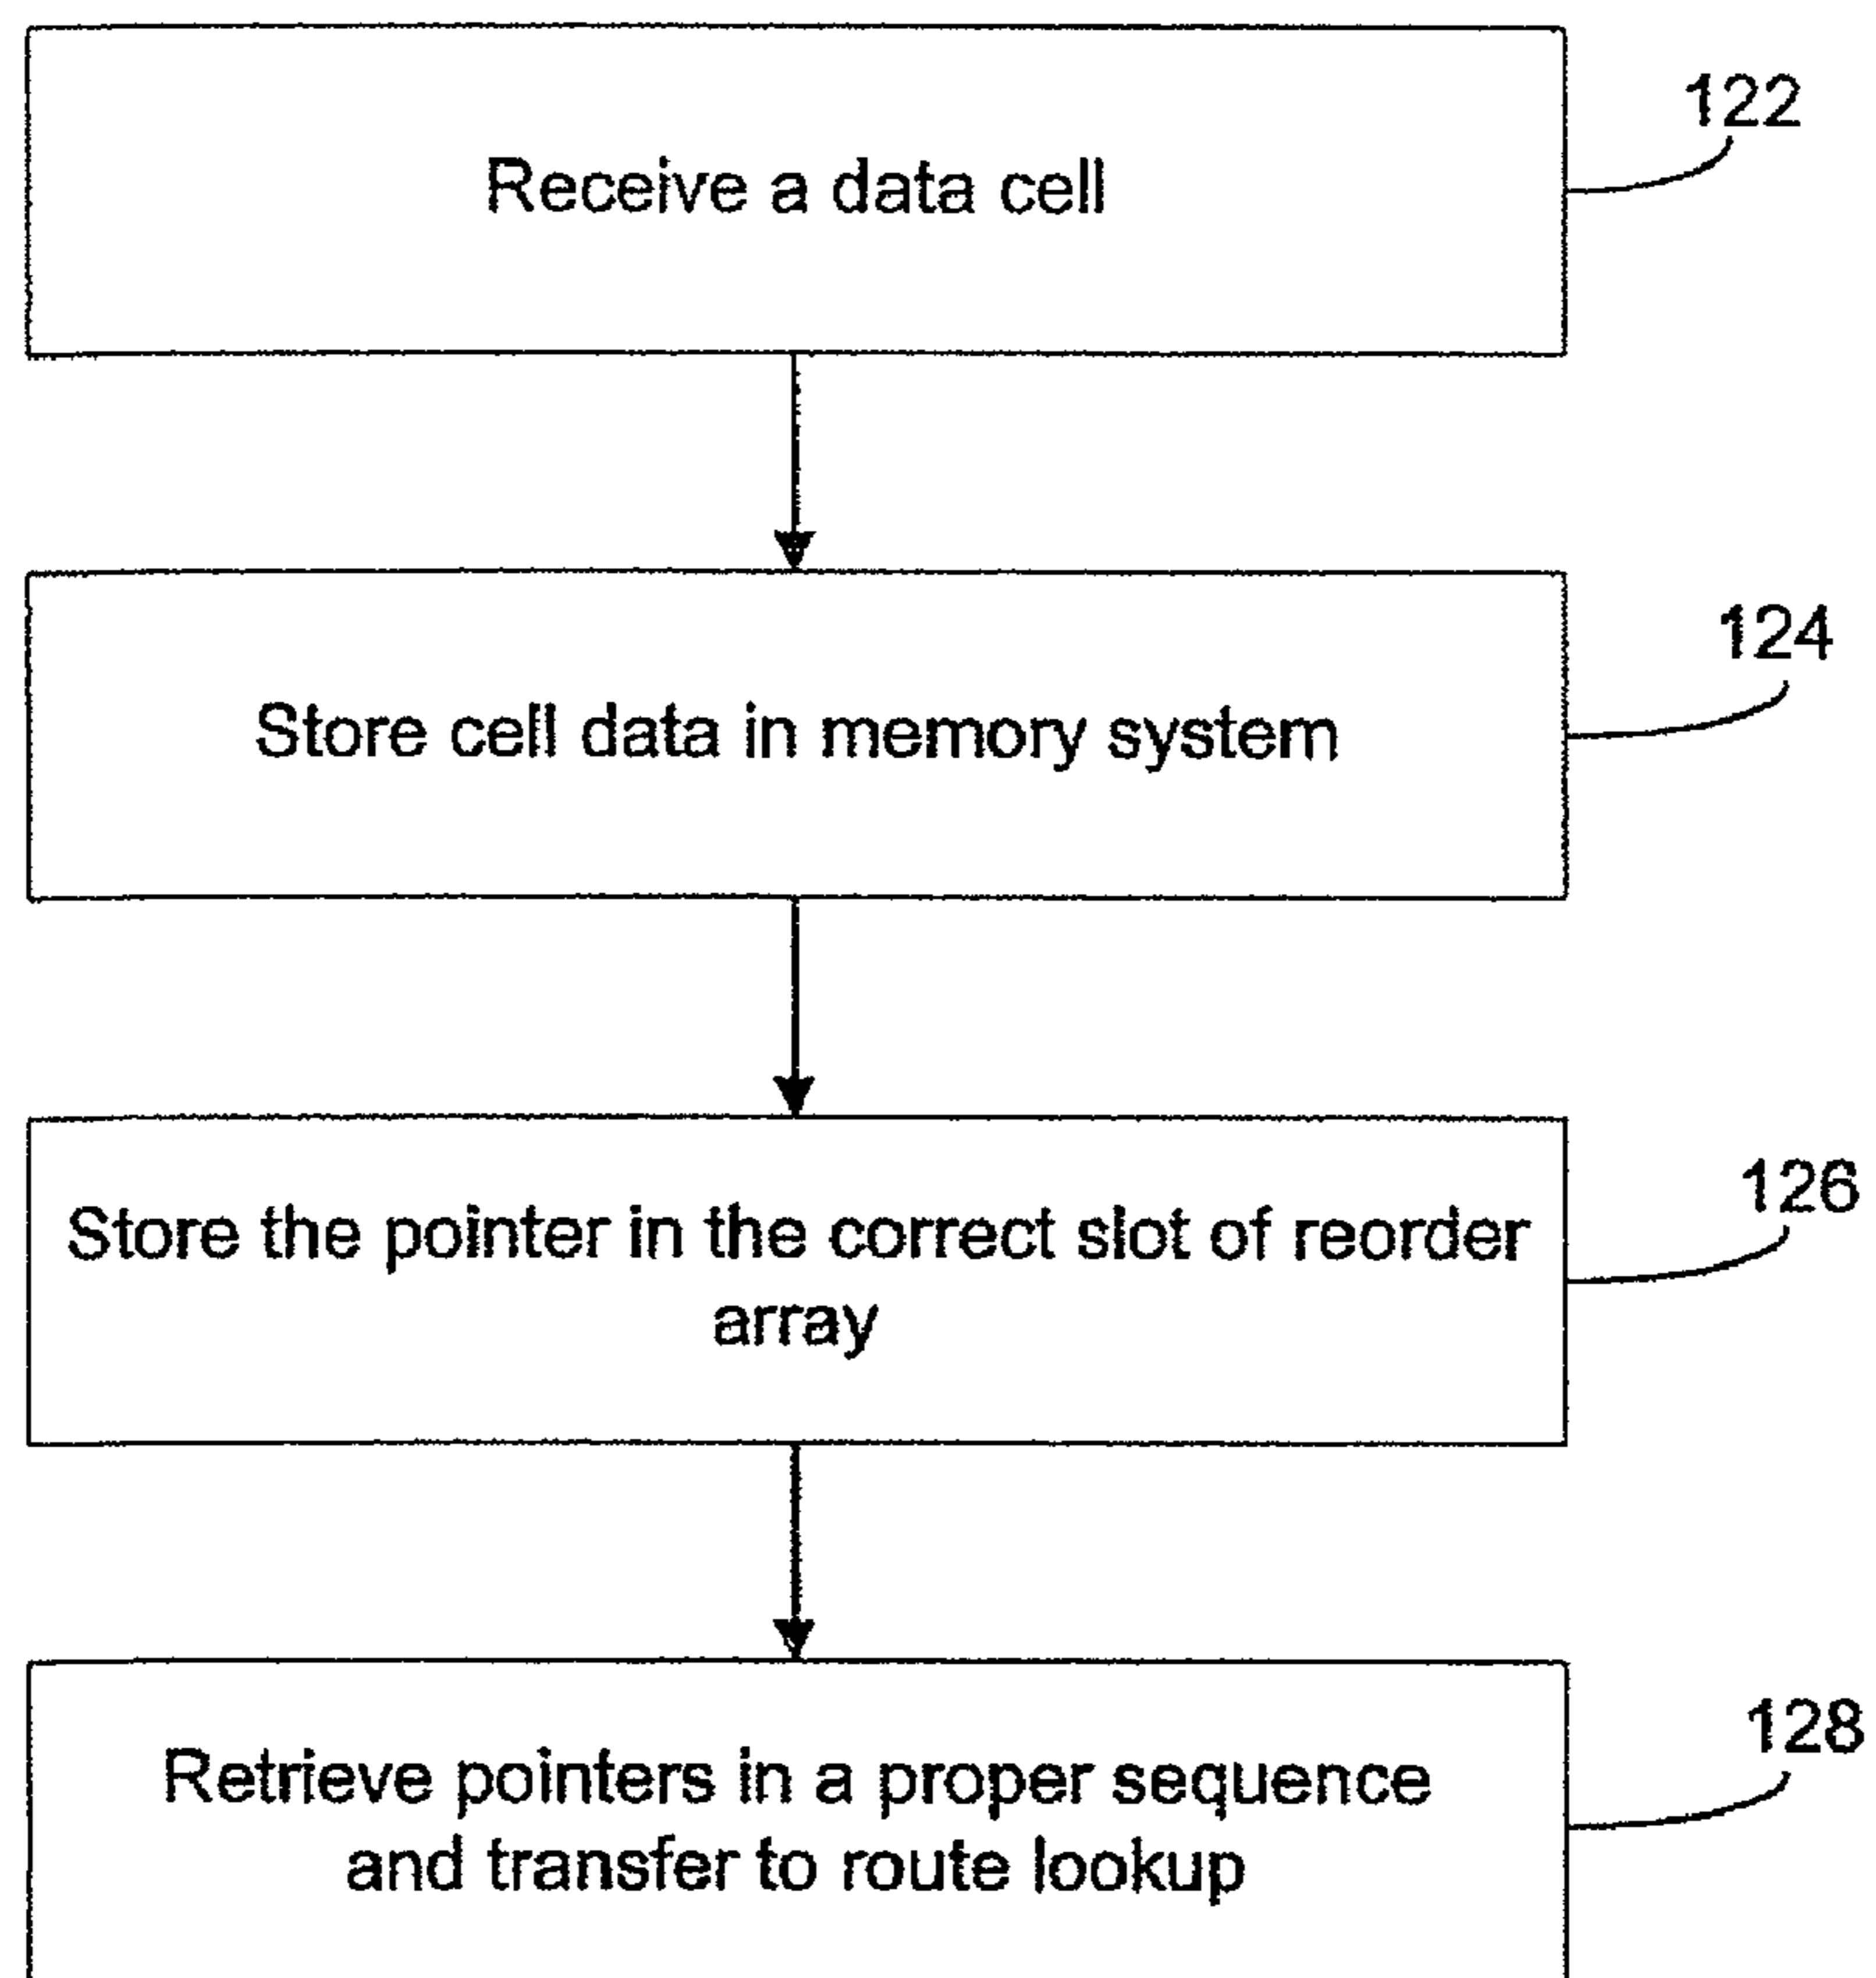 Receive a data cell
122
Store cell data in memory system
124
Store the pointer in the correct slot of reorder
array
126
Retrieve pointers in a proper sequence
and transfer to route lookup
128